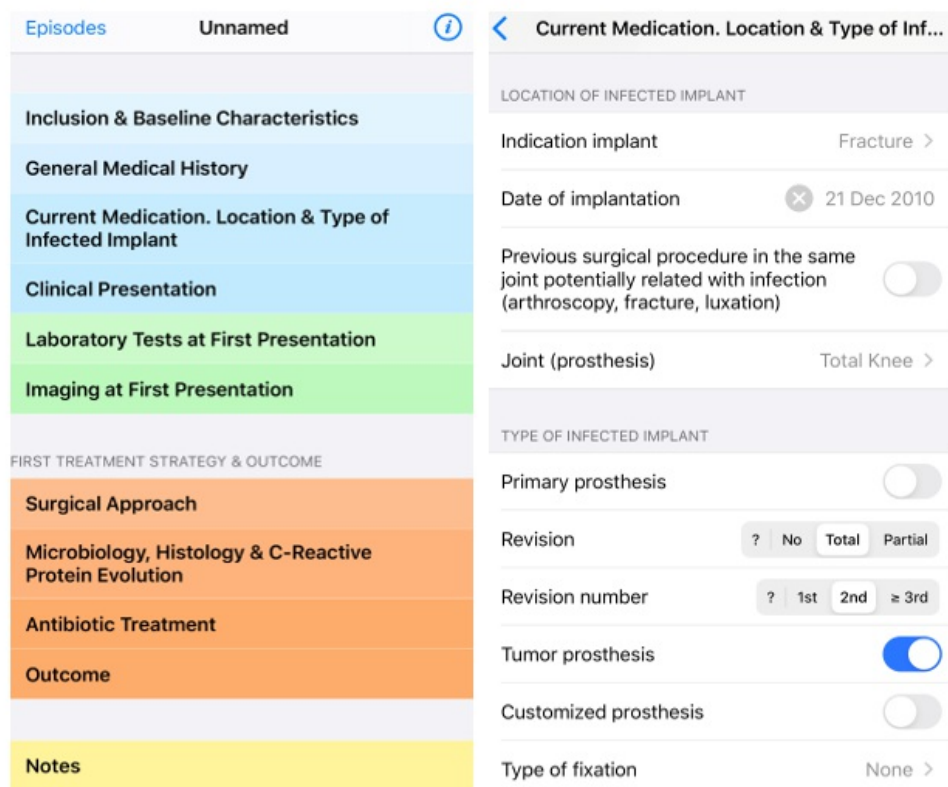 Episodes Unnamed i
Inclusion & Baseline Characteristics
General Medical History
Current Medication. Location & Type of
Infected Implant
Clinical Presentation
Laboratory Tests at First Presentation
Imaging at First Presentation
FIRST TREATMENT STRATEGY & OUTCOME
Surgical Approach
Microbiology, Histology & C-Reactive
Protein Evolution
Antibiotic Treatment
Outcome
Notes
Current Medication. Location & Type of Inf...
LOCATION OF INFECTED IMPLANT
Indication implant Fracture
Date of implantation 21 Dec 2010
Previous surgical procedure in the same
joint potentially related with infection
(arthroscopy, fracture, luxation)
Joint (prosthesis) Total Knee
TYPE OF INFECTED IMPLANT
Primary prosthesis
Revision ? No Total Partial
Revision number ? 1st 2nd ≥ 3rd
Tumor prosthesis
Customized prosthesis
Type of fixation None